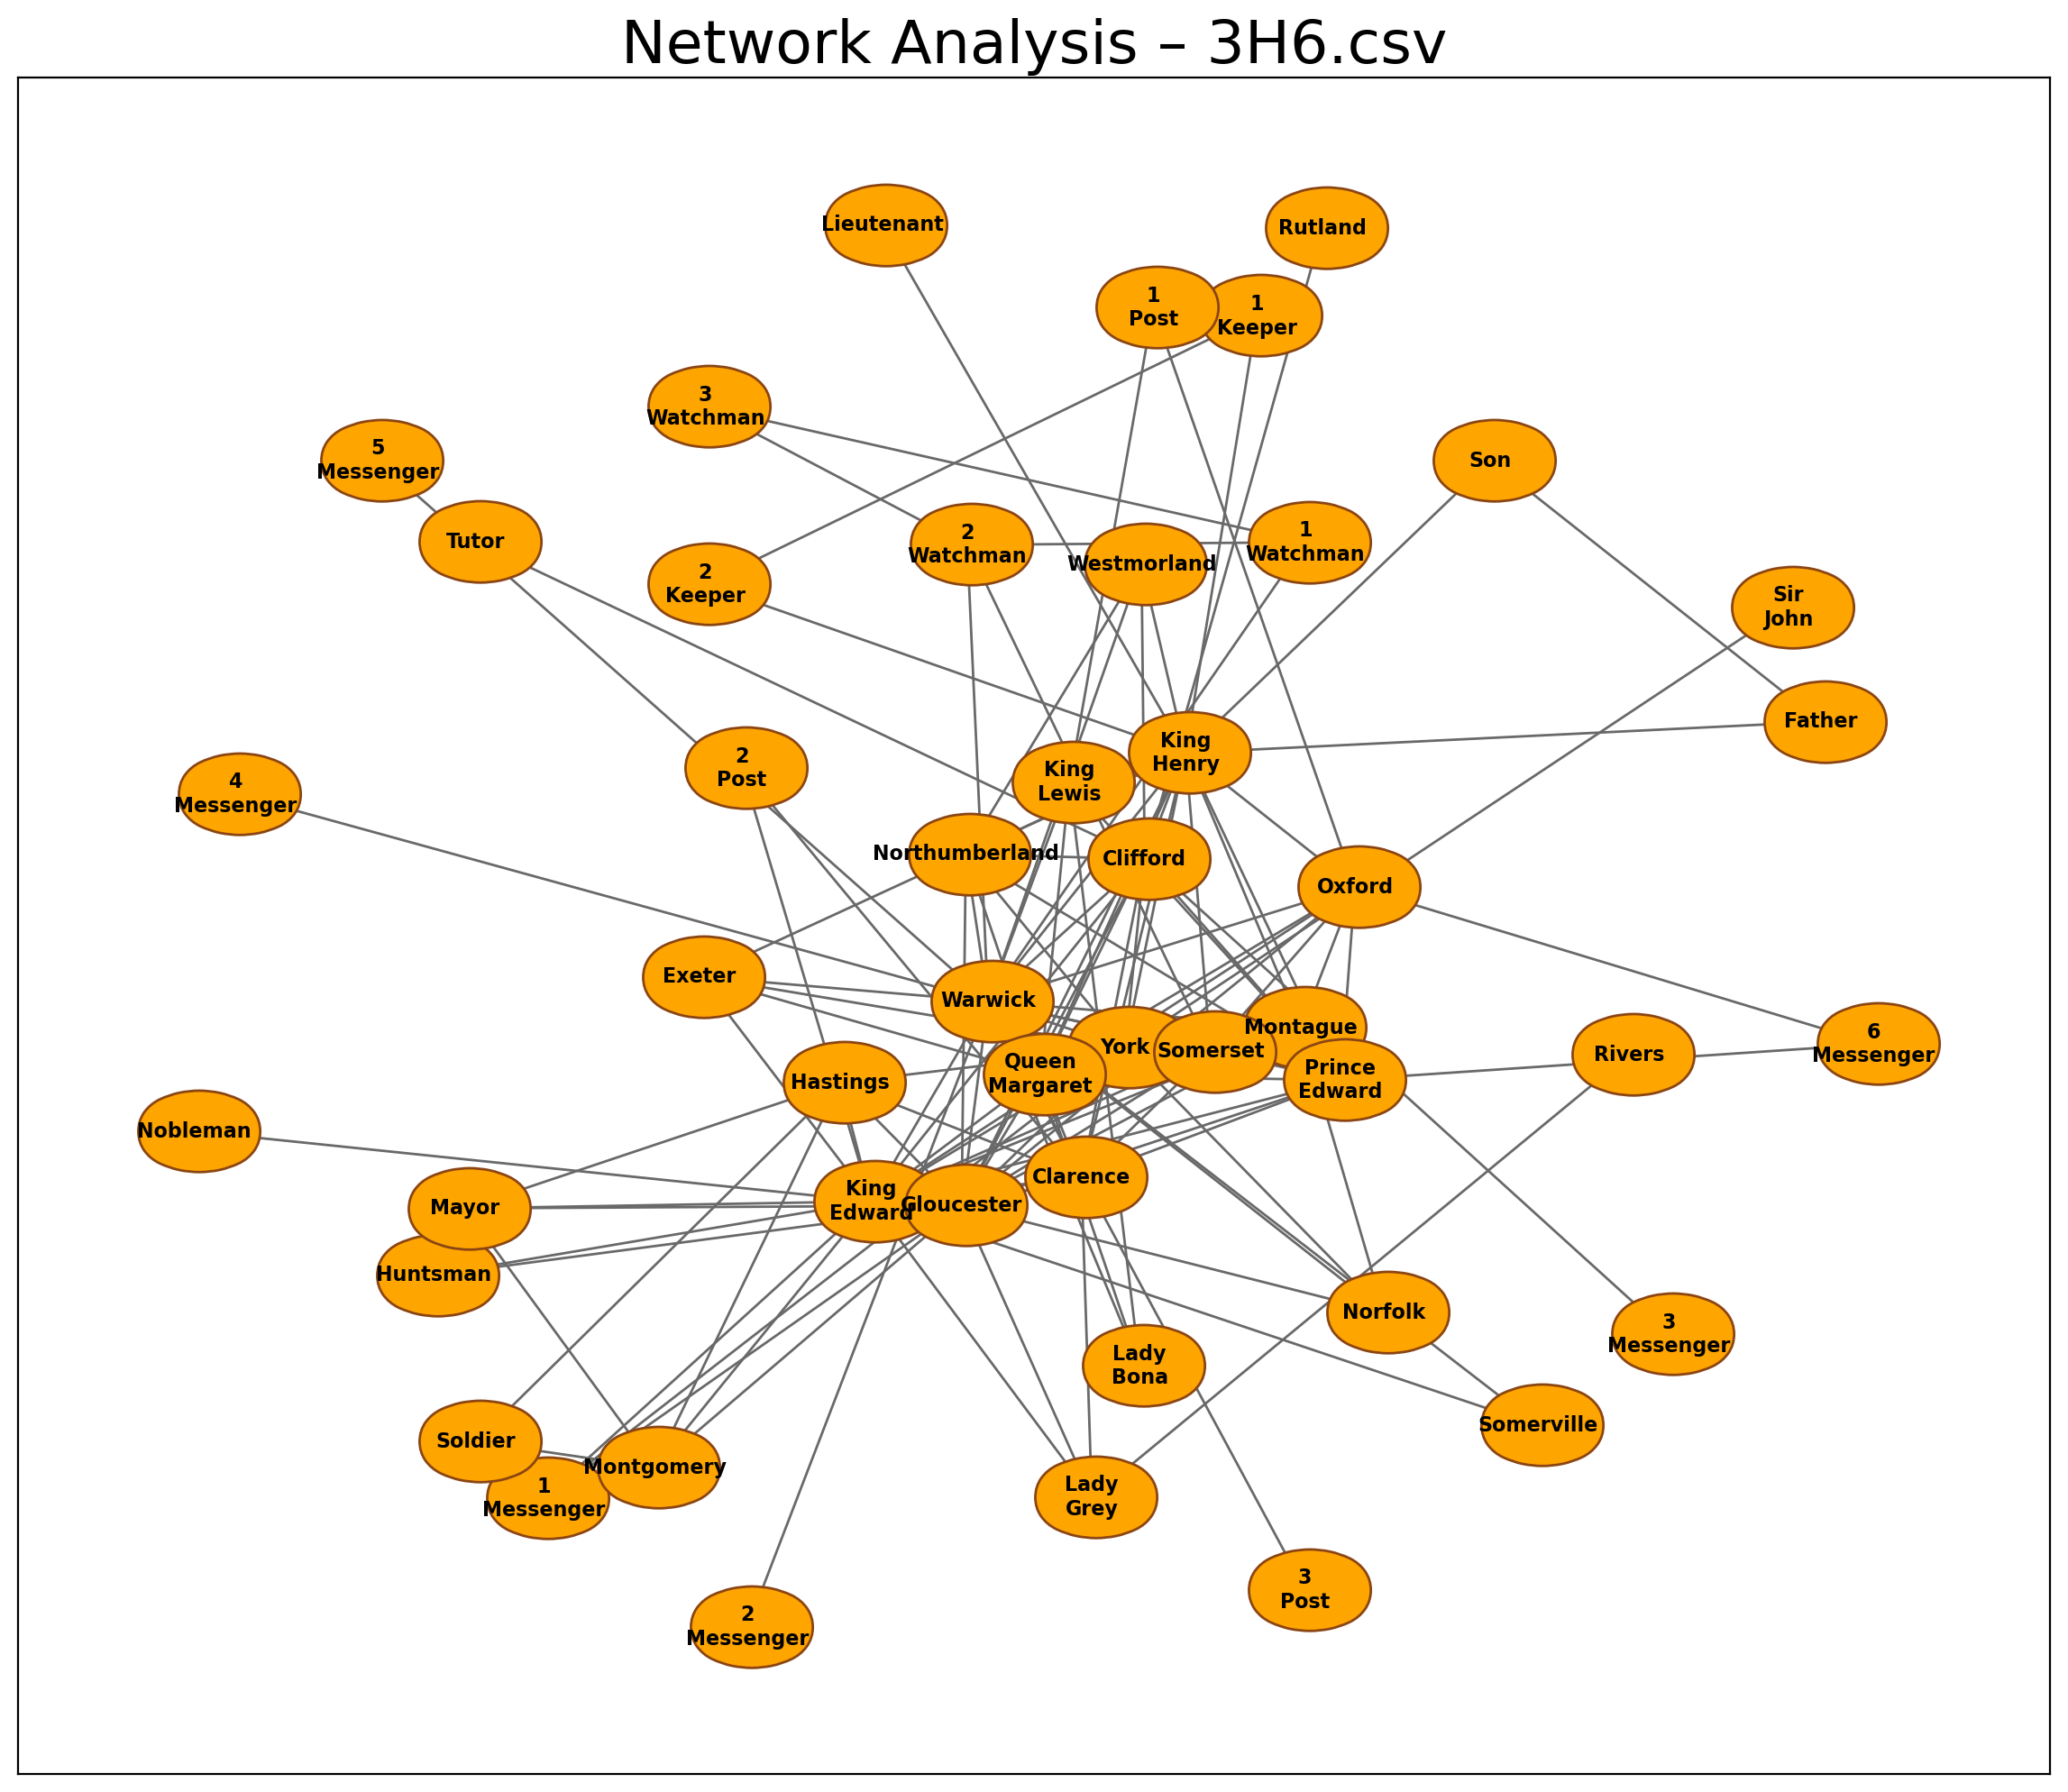 Network Analysis – 3H6.csv
Lieutenant
Rutland
1
Post
1
Keeper
3
Watchman
5
Messenger
Son
Tutor
2
Watchman
1
Watchman
Westmorland
2
Keeper
Sir
John
Father
King
Henry
2
Post
King
Lewis
4
Messenger
Northumberland
Clifford
Oxford
Exeter
Warwick
Montague
York
Somerset
6
Messenger
Rivers
Queen
Margaret
Prince
Edward
Hastings
Nobleman
Clarence
King
Edward
Gloucester
Mayor
Huntsman
Norfolk
3
Messenger
Lady
Bona
Somerville
Soldier
Montgomery
1
Messenger
Lady
Grey
3
Post
2
Messenger